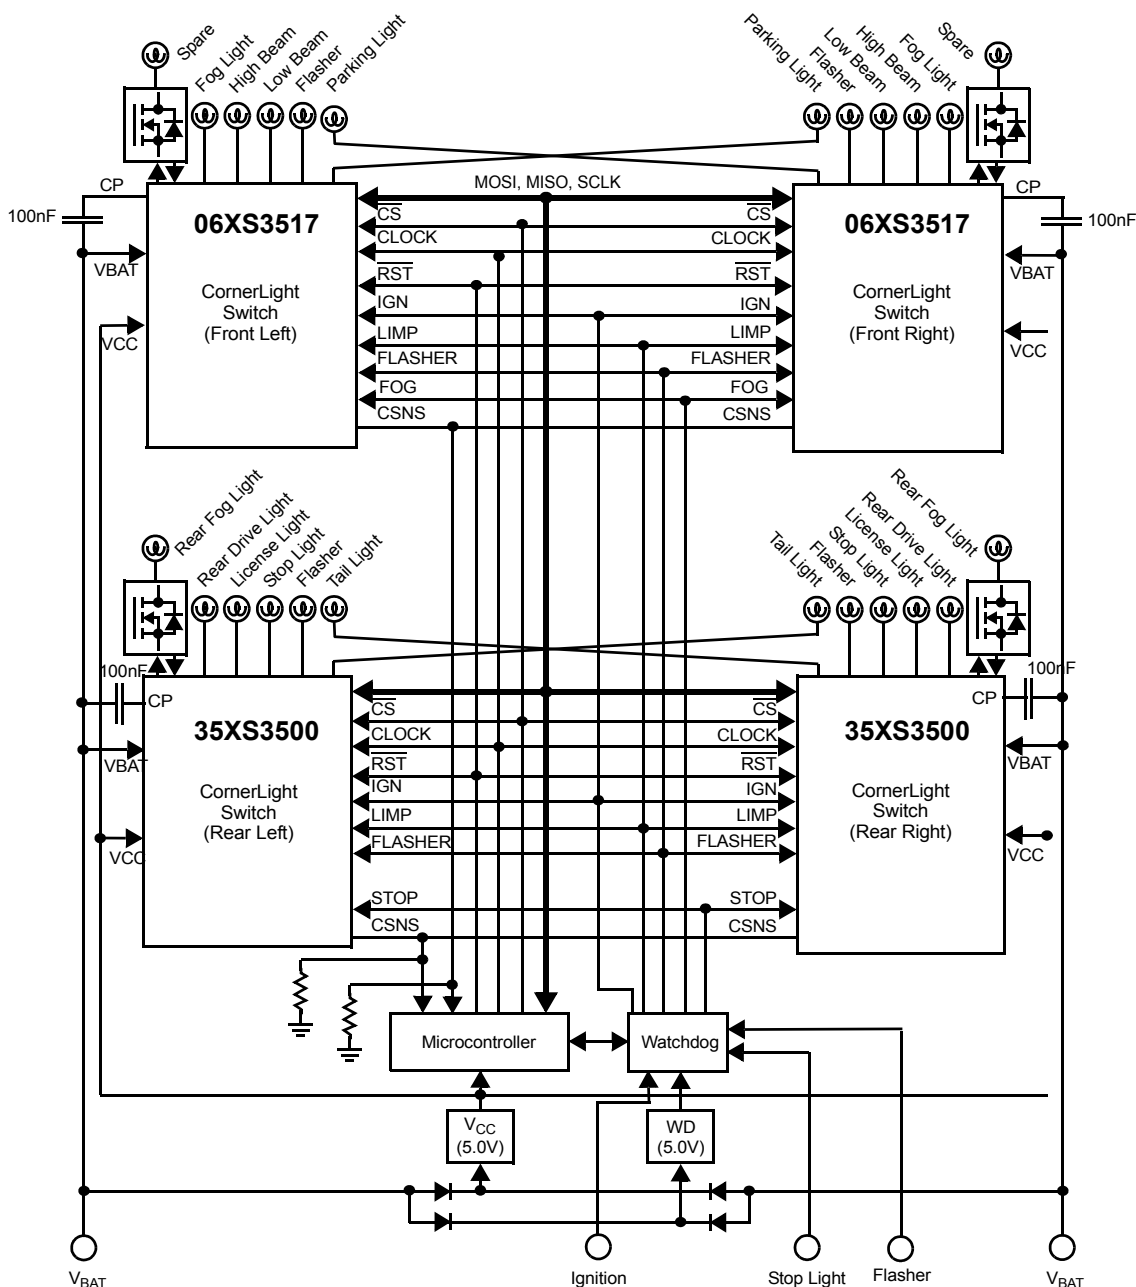 Spare
Fog Light
High Beam
Low Beam
Flasher
Parking Light
Parking Light
Flasher
Low Beam
High Beam
Fog Light
Spare
CP
100nF
VBAT
VCC
06XS3517
CornerLight
Switch
(Front Left)
MOSI, MISO, SCLK
CS
CS
CLOCK
CLOCK
RST
RST
IGN
IGN
LIMP
LIMP
FLASHER
FLASHER
FOG
FOG
CSNS
CSNS
06XS3517
CornerLight
Switch
(Front Right)
CP
100nF
VBAT
VCC
Rear Fog Light
Rear Drive Light
License Light
Stop Light
Flasher
Tail Light
Tail Light
Flasher
Stop Light
License Light
Rear Drive Light
Rear Fog Light
100nF
CP
VBAT
VCC
35XS3500
CornerLight
Switch
(Rear Left)
CS
CS
CLOCK
CLOCK
RST
RST
IGN
IGN
LIMP
LIMP
FLASHER
FLASHER
STOP
STOP
CSNS
CSNS
35XS3500
CornerLight
Switch
(Rear Right)
100nF
CP
VBAT
VCC
Microcontroller
Watchdog
VCC
(5.0V)
WD
(5.0V)
VBAT
Ignition
Stop Light
Flasher
VBAT